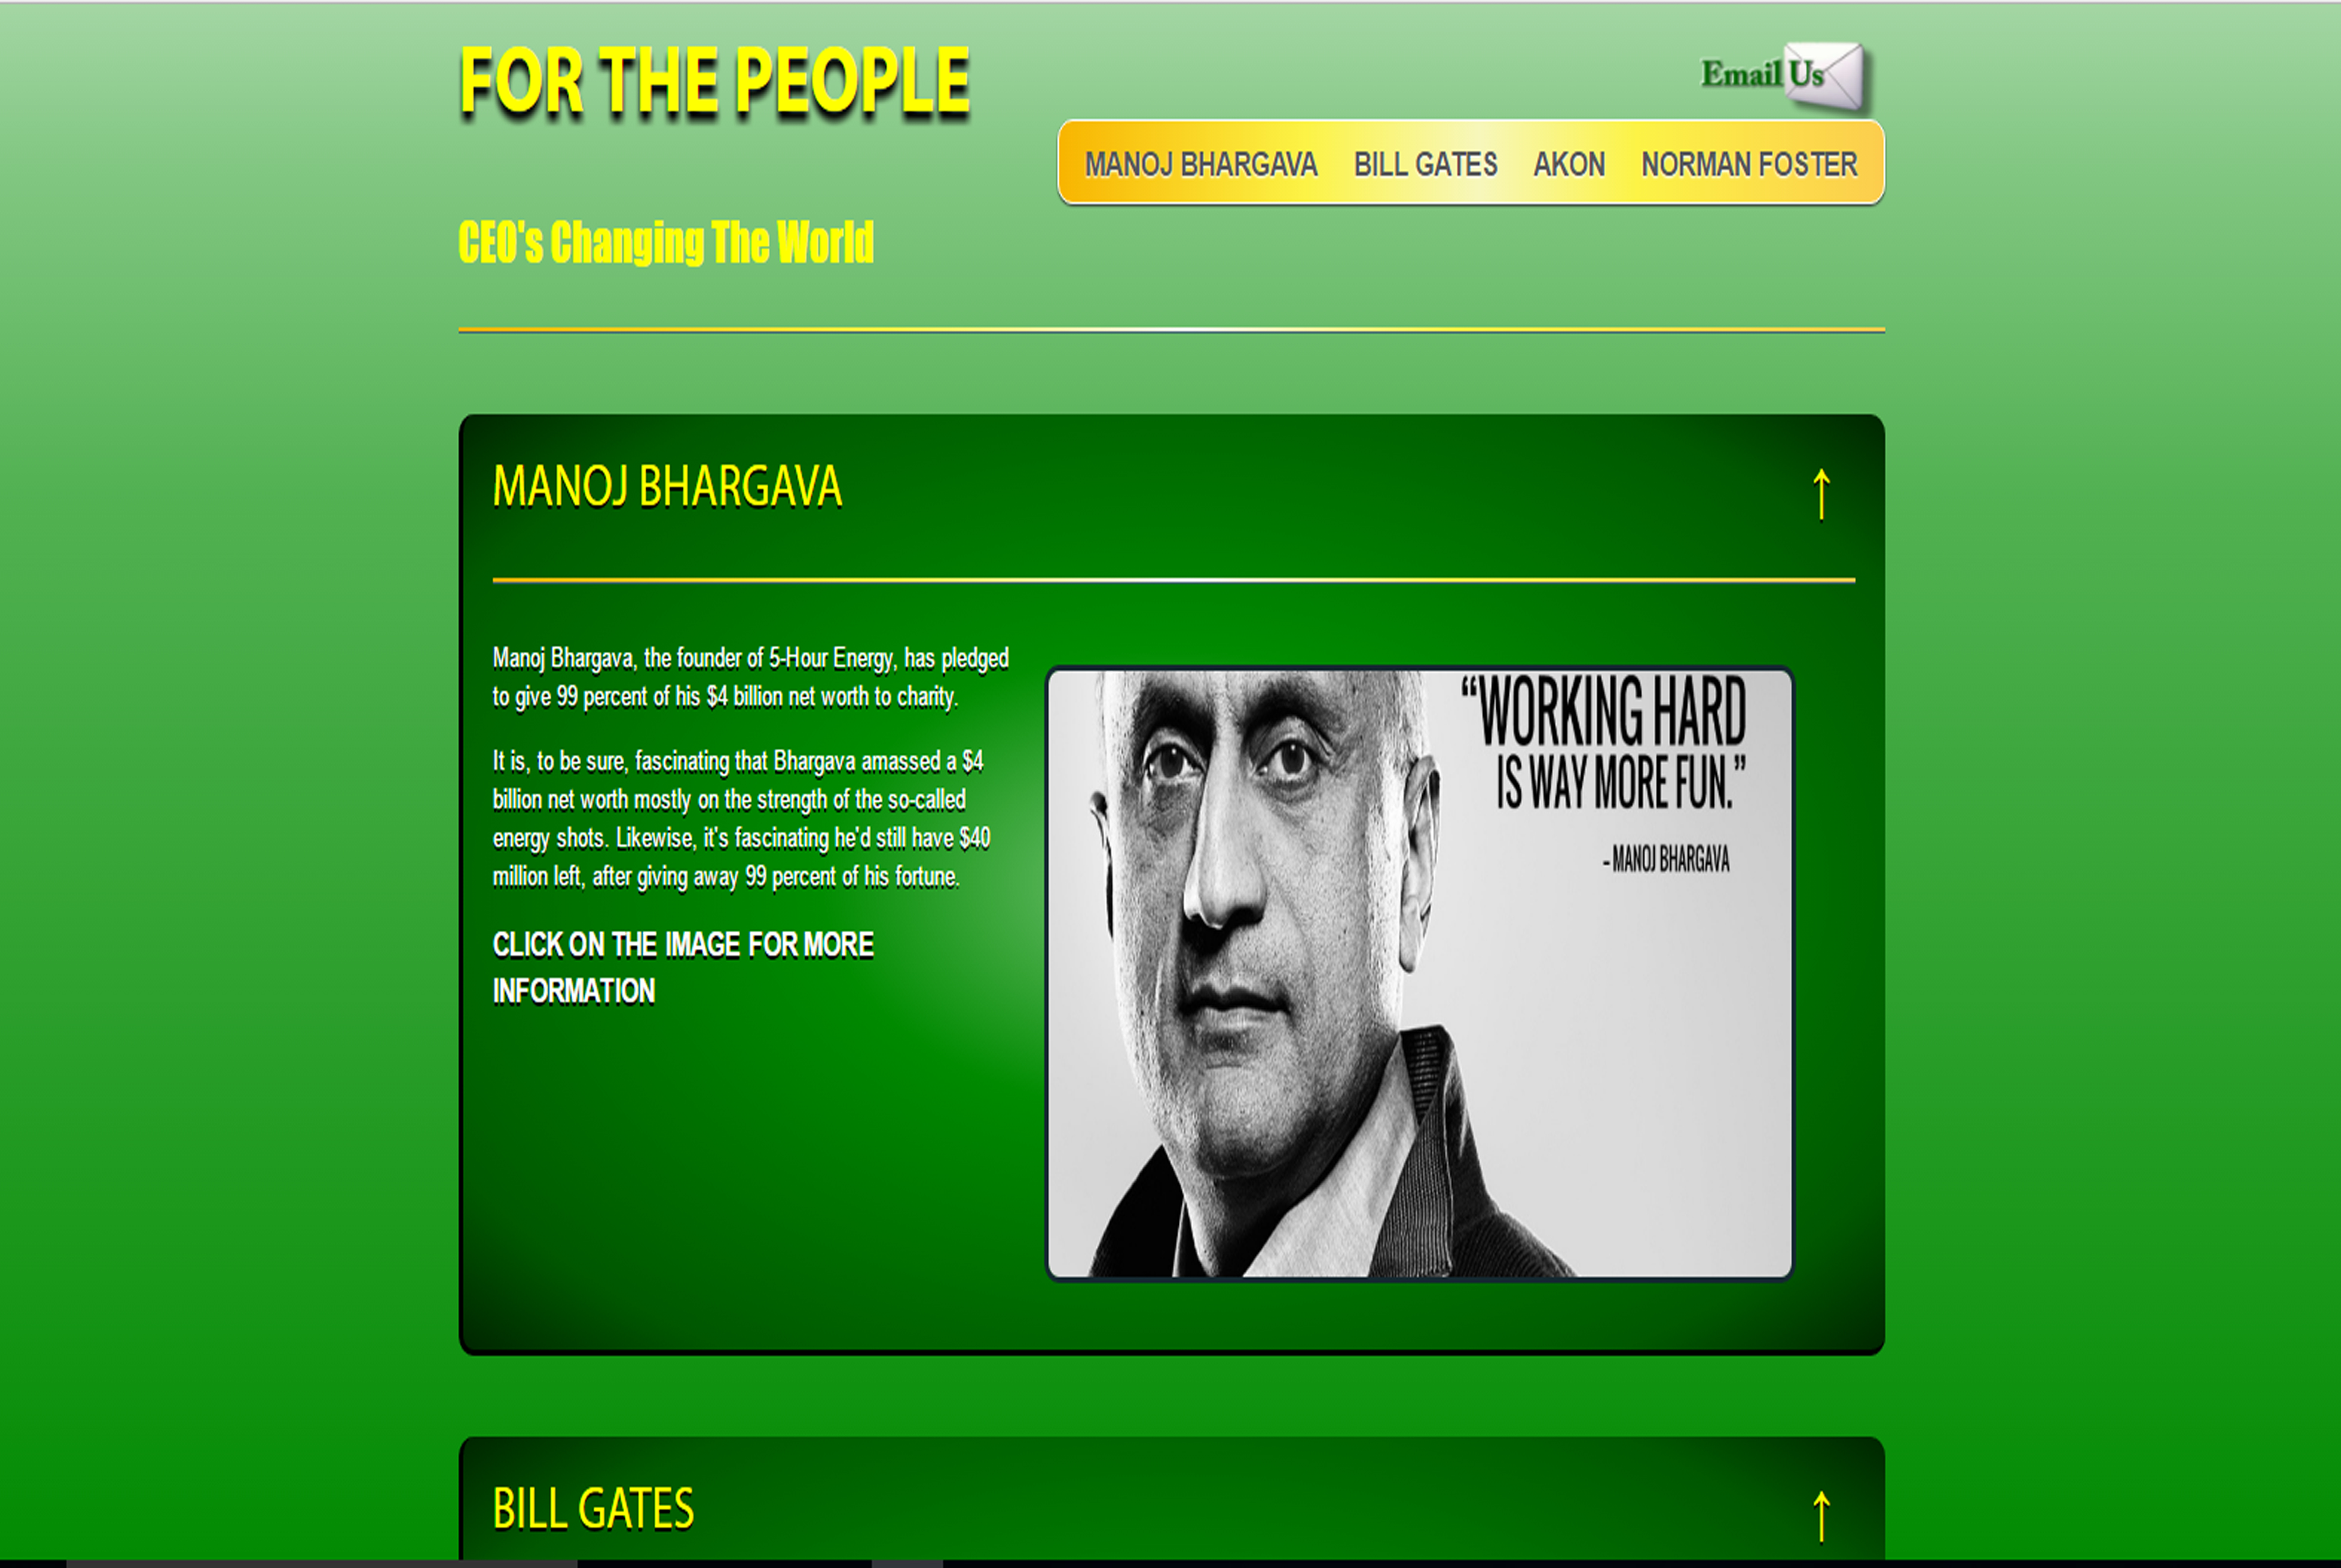 FOR THE PEOPLE
Email Us
MANOJ BHARGAVA BILL GATES AKON NORMAN FOSTER
CEO's Changing The World
MANOJ BHARGAVA
↑
Manoj Bhargava, the founder of 5-Hour Energy, has pledged
to give 99 percent of his $4 billion net worth to charity.
It is, to be sure, fascinating that Bhargava amassed a $4
billion net worth mostly on the strength of the so-called
energy shots. Likewise, it's fascinating he'd still have $40
million left, after giving away 99 percent of his fortune.
CLICK ON THE IMAGE FOR MORE
INFORMATION
“WORKING HARD
IS WAY MORE FUN.”
– MANOJ BHARGAVA
BILL GATES
↑